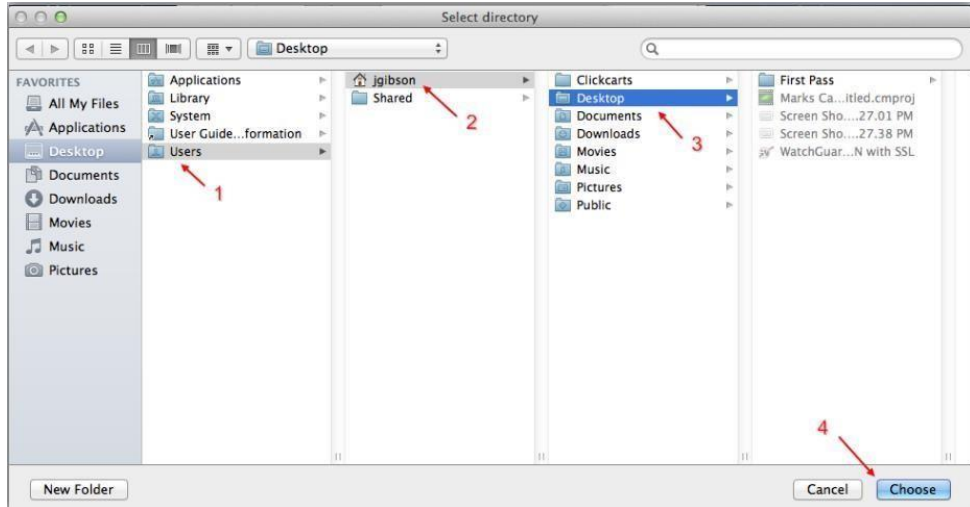 Select directory
Desktop
FAVORITES
All My Files
Applications
Desktop
Documents
Downloads
Movies
Music
Pictures
Applications
Library
System
User Guide...formation
Users
1
jgibson
Shared
2
Clickcarts
Desktop
Documents
Downloads
Movies
Music
Pictures
Public
3
First Pass
Marks Ca...itled.cmproj
Screen Sho....27.01 PM
Screen Sho....27.38 PM
WatchGuar...N with SSL
4
New Folder
Cancel
Choose